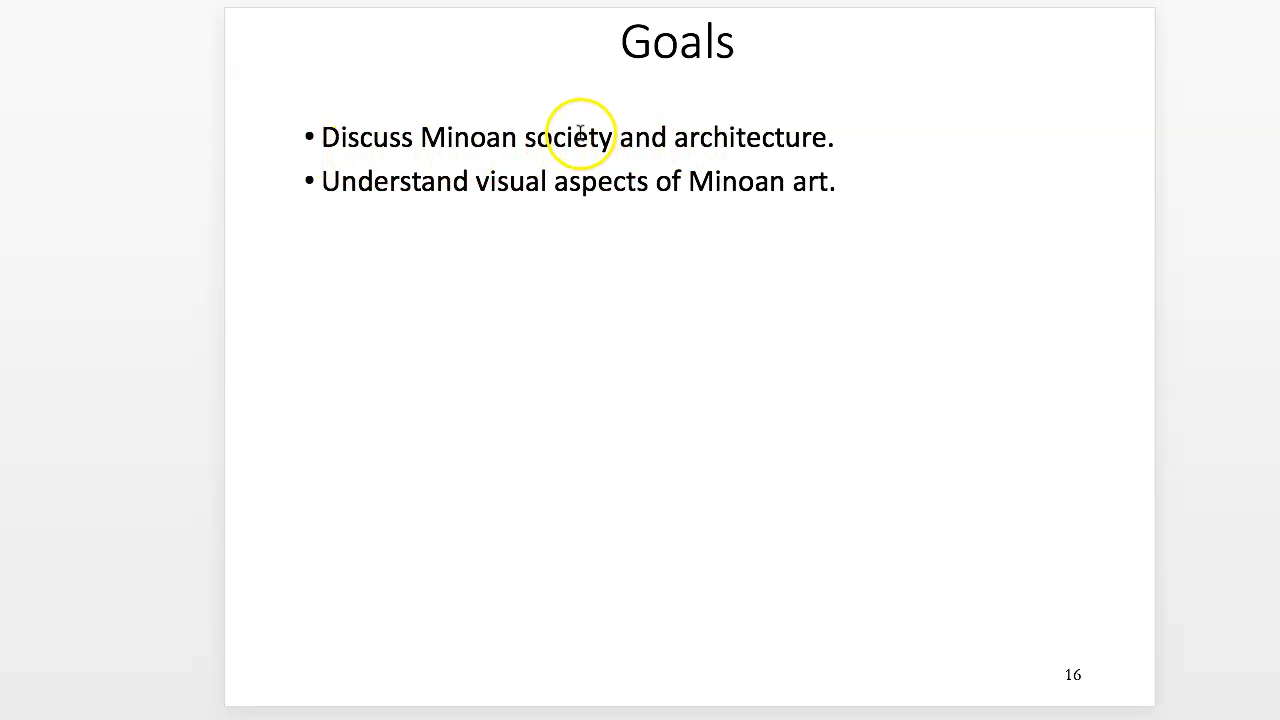 Goals
• Discuss Minoan society and architecture.
• Understand visual aspects of Minoan art.
16